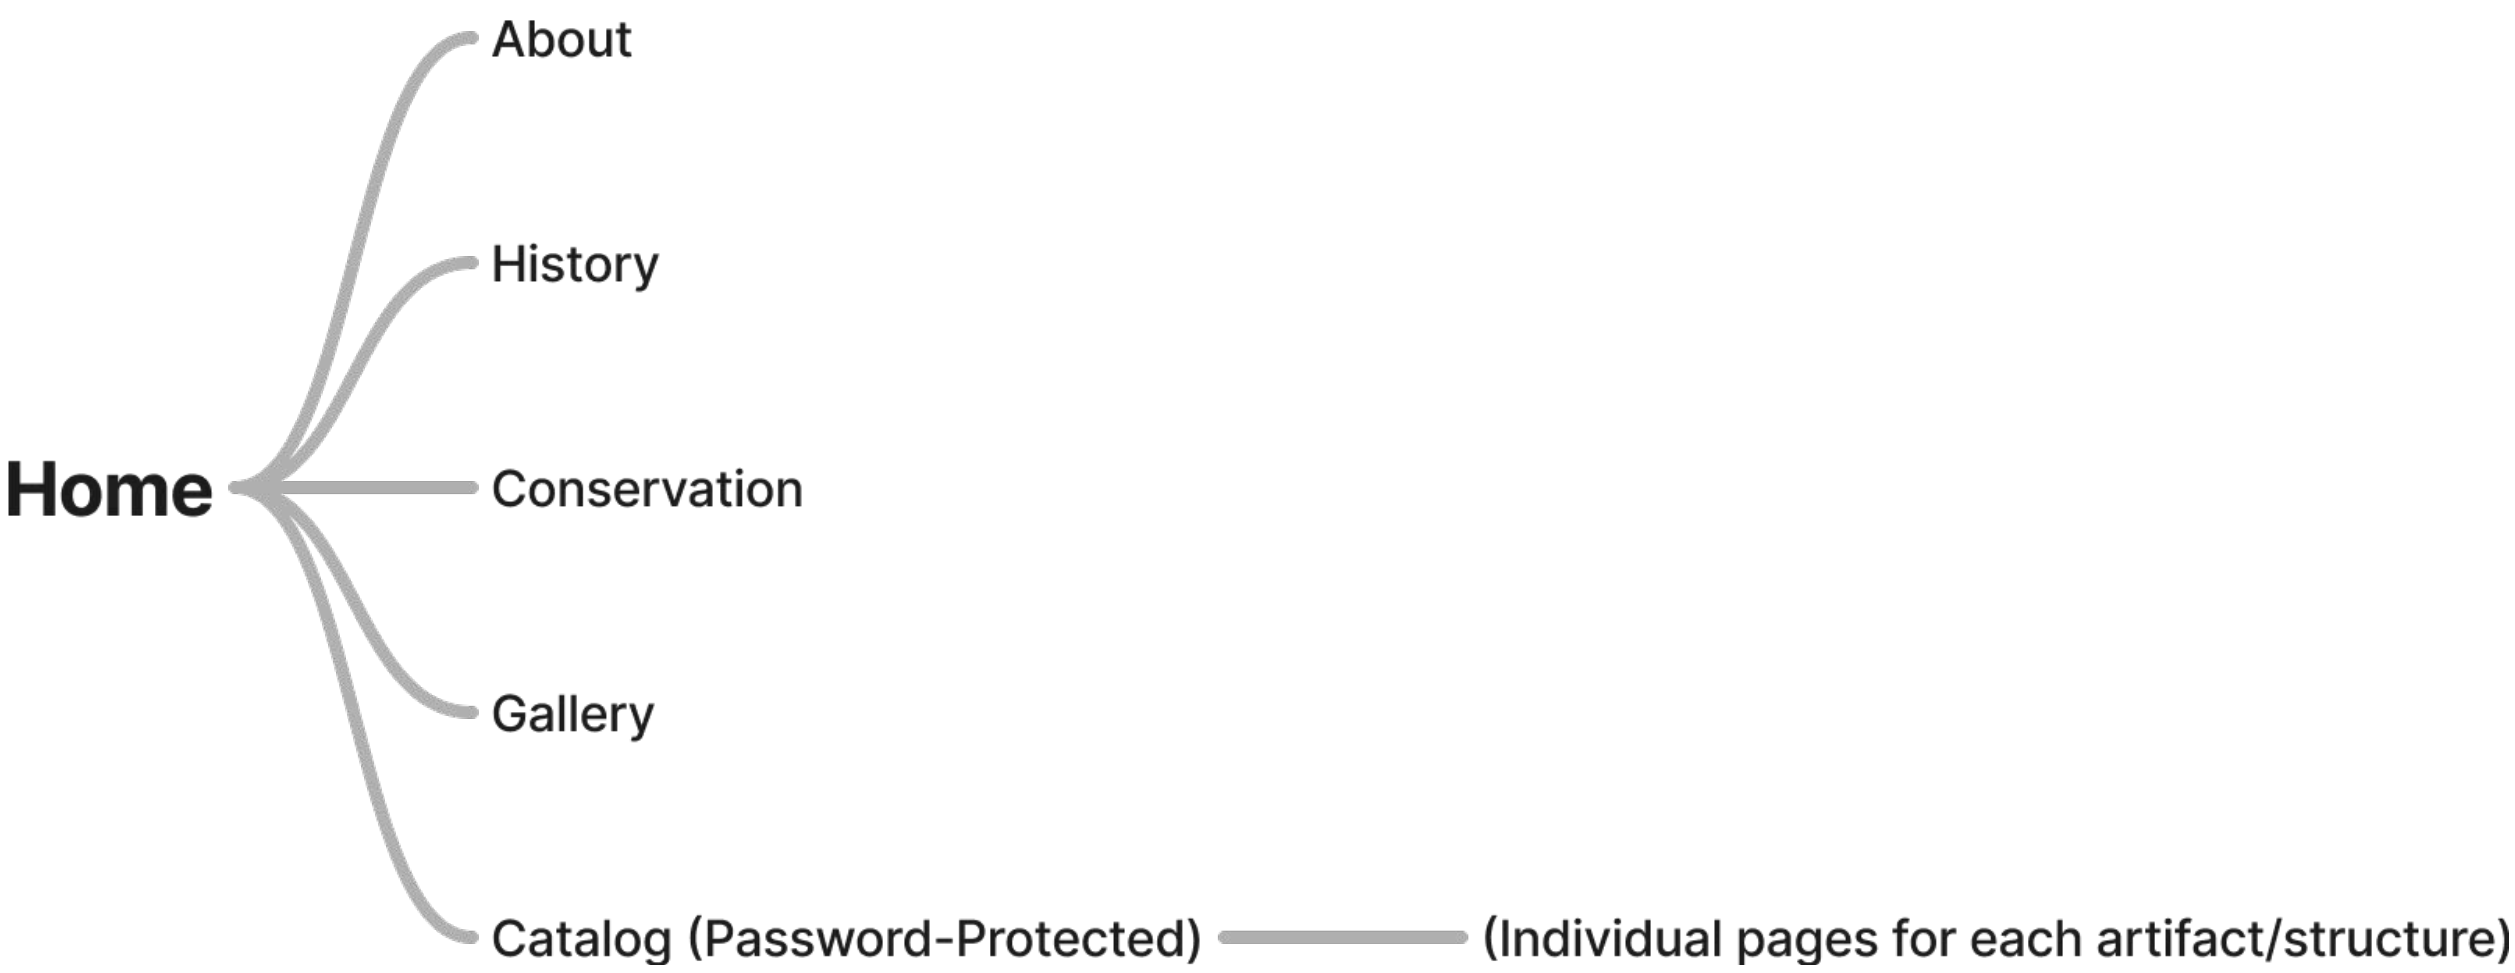 About
History
Home
Conservation
Gallery
Catalog (Password-Protected)
(Individual pages for each artifact/structure)